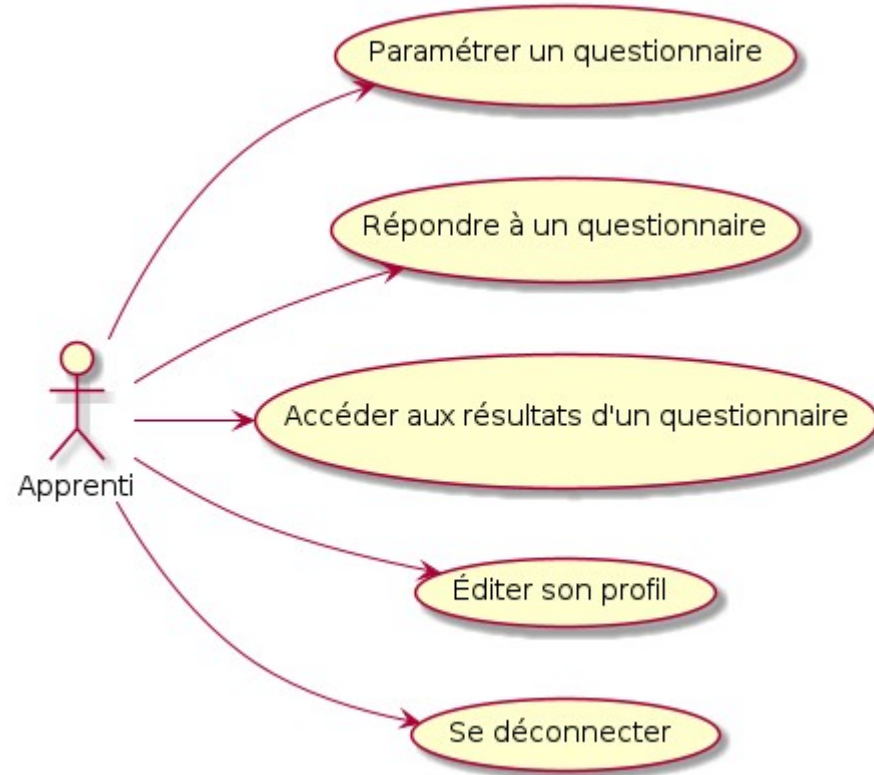 Paramétrer un questionnaire
Répondre à un questionnaire
Accéder aux résultats d'un questionnaire
Apprenti
Éditer son profil
Se déconnecter